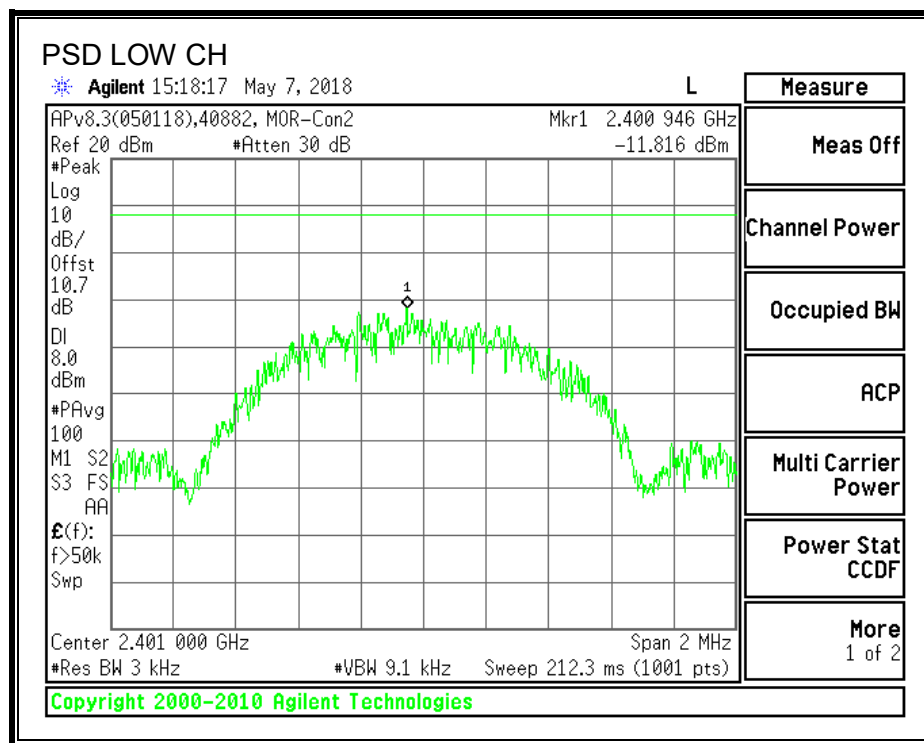 PSD LOW CH
Agilent 15:18:17 May 7, 2018 L
APv8.3(050118),40882, MOR-Con2 Mkr1 2.400 946 GHz
Ref 20 dBm #Atten 30 dB -11.816 dBm
#Peak
Log
10
dB/
Offst
10.7
dB
DI
8.0
dBm
#PAvg
100
M1 S2
S3 FS
AA
£(f):
f>50k
Swp
1
Center 2.401 000 GHz Span 2 MHz
#Res BW 3 kHz #VBW 9.1 kHz Sweep 212.3 ms (1001 pts)
Copyright 2000-2010 Agilent Technologies
Measure
Meas Off
Channel Power
Occupied BW
ACP
Multi Carrier
Power
Power Stat
CCDF
More
1 of 2